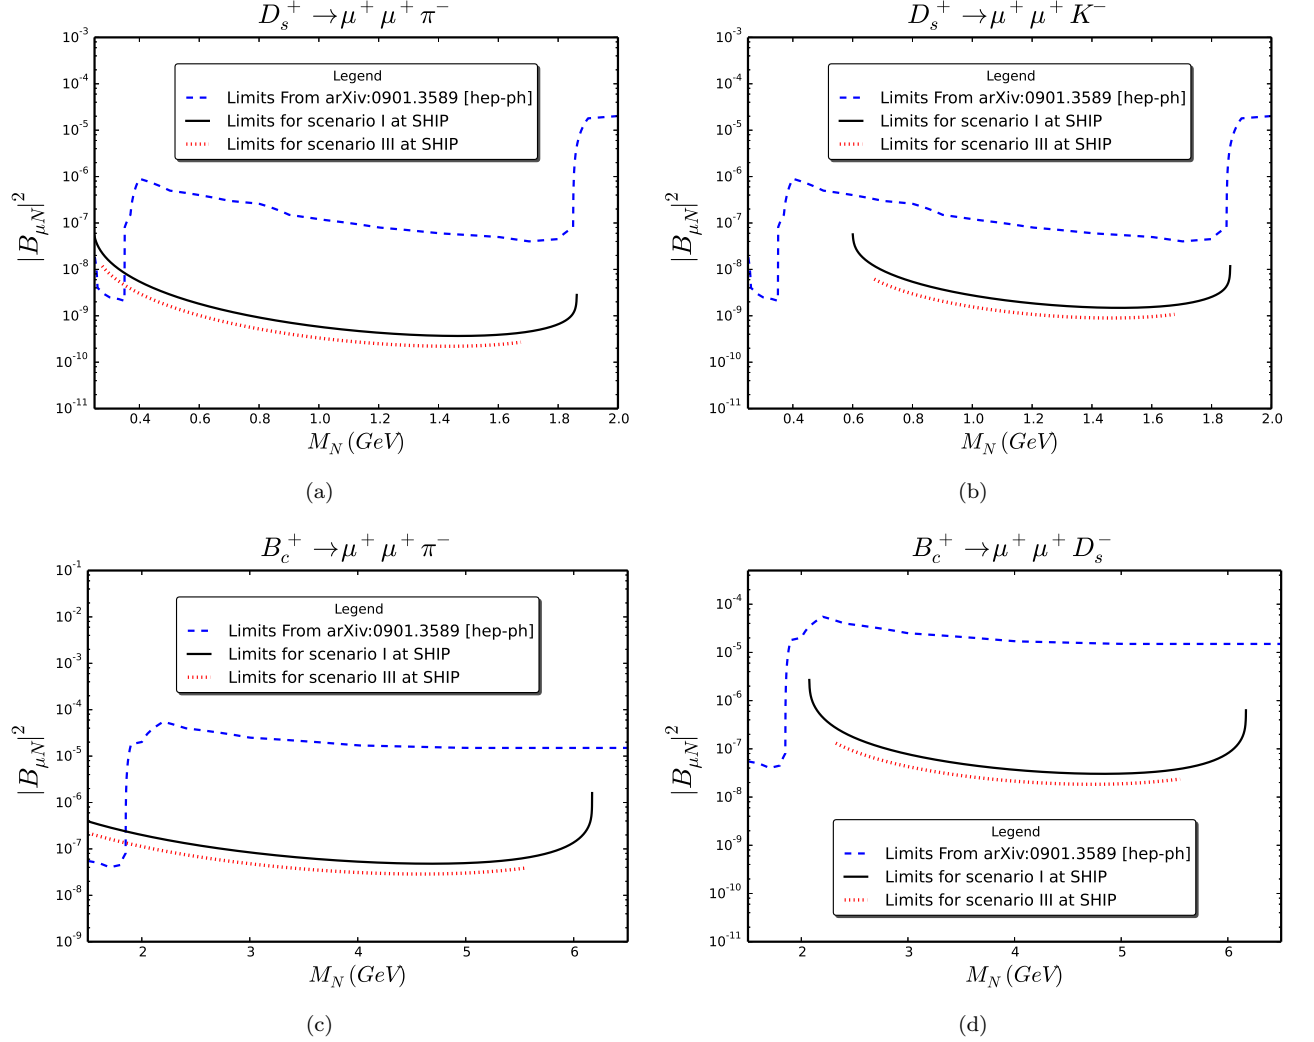 D_s^+ →μ^+ μ^+ π^-
10^-3
10^-4
10^-5
10^-6
10^-7
10^-8
10^-9
10^-10
10^-11
|B_μN|^2
Legend
Limits From arXiv:0901.3589 [hep-ph]
Limits for scenario I at SHIP
Limits for scenario III at SHIP
0.4 0.6 0.8 1.0 1.2 1.4 1.6 1.8 2.0
M_N (GeV)
(a)
D_s^+ →μ^+ μ^+ K^-
10^-3
10^-4
10^-5
10^-6
10^-7
10^-8
10^-9
10^-10
10^-11
|B_μN|^2
Legend
Limits From arXiv:0901.3589 [hep-ph]
Limits for scenario I at SHIP
Limits for scenario III at SHIP
0.4 0.6 0.8 1.0 1.2 1.4 1.6 1.8 2.0
M_N (GeV)
(b)
B_c^+ →μ^+ μ^+ π^-
10^-1
10^-2
10^-3
10^-4
10^-5
10^-6
10^-7
10^-8
10^-9
|B_μN|^2
Legend
Limits From arXiv:0901.3589 [hep-ph]
Limits for scenario I at SHIP
Limits for scenario III at SHIP
2 3 4 5 6
M_N (GeV)
(c)
B_c^+ →μ^+ μ^+ D_s^-
10^-4
10^-5
10^-6
10^-7
10^-8
10^-9
10^-10
10^-11
|B_μN|^2
Legend
Limits From arXiv:0901.3589 [hep-ph]
Limits for scenario I at SHIP
Limits for scenario III at SHIP
2 3 4 5 6
M_N (GeV)
(d)